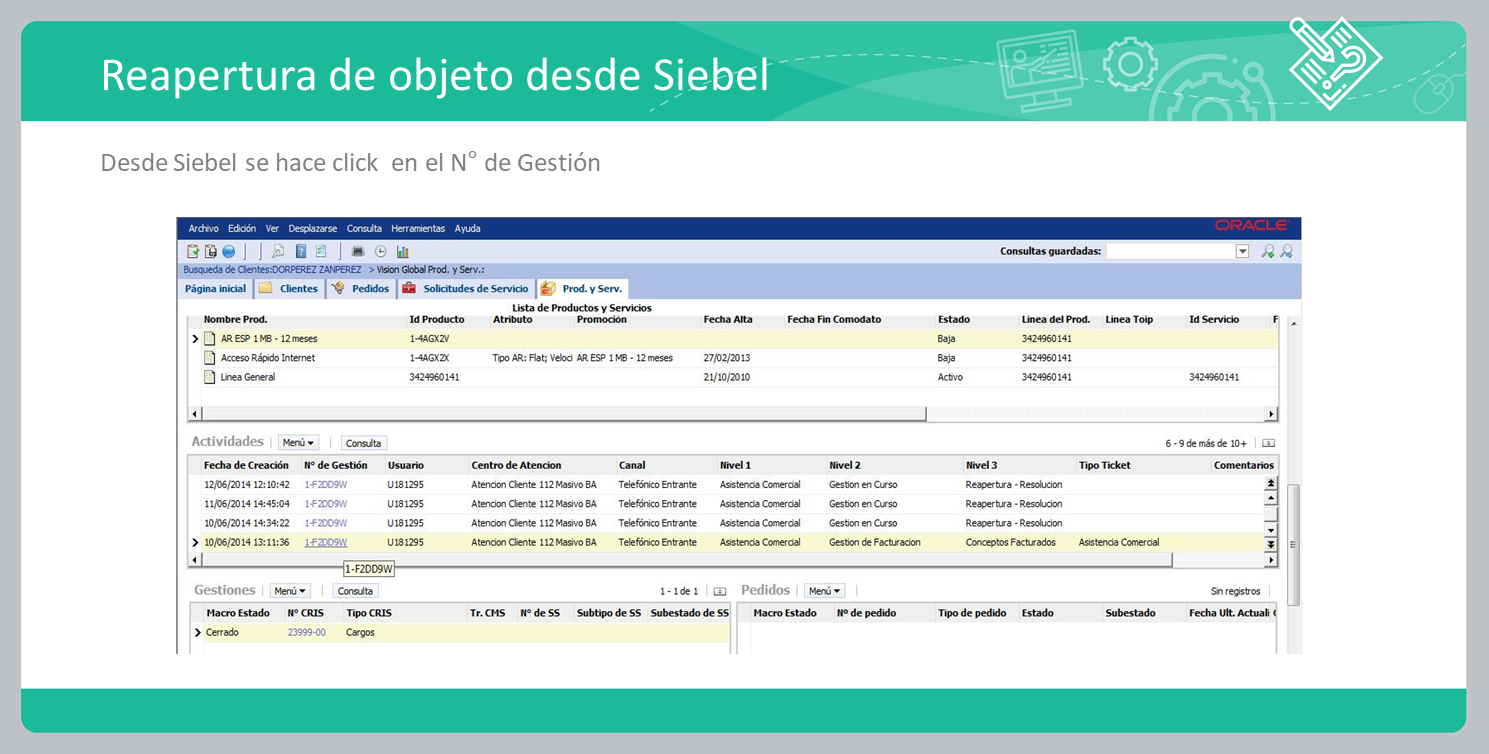 Reapertura de objeto desde Siebel
Desde Siebel se hace click en el N° de Gestión
Archivo Edición Ver Desplazarse Consulta Herramientas Ayuda
ORACLE
Consultas guardadas:
Busqueda de Clientes:DORPEREZ ZANPEREZ > Vision Global Prod. y Serv.:
Página inicial Clientes Pedidos Solicitudes de Servicio Prod. y Serv.
Lista de Productos y Servicios
Nombre Prod. Id Producto Atributo Promoción Fecha Alta Fecha Fin Comodato Estado Linea del Prod. Linea Toip Id Servicio F
AR ESP 1 MB - 12 meses 1-4AGX2V Baja 3424960141
Acceso Rápido Internet 1-4AGX2X Tipo AR: Flat; Veloci AR ESP 1 MB - 12 meses 27/02/2013 Baja 3424960141
Linea General 3424960141 21/10/2010 Activo 3424960141 3424960141
Actividades Menú Consulta 6 - 9 de más de 10+
Fecha de Creación N° de Gestión Usuario Centro de Atencion Canal Nivel 1 Nivel 2 Nivel 3 Tipo Ticket Comentarios
12/06/2014 12:10:42 1-F2DD9W U181295 Atencion Cliente 112 Masivo BA Telefónico Entrante Asistencia Comercial Gestion en Curso Reapertura - Resolucion
11/06/2014 14:45:04 1-F2DD9W U181295 Atencion Cliente 112 Masivo BA Telefónico Entrante Asistencia Comercial Gestion en Curso Reapertura - Resolucion
10/06/2014 14:34:22 1-F2DD9W U181295 Atencion Cliente 112 Masivo BA Telefónico Entrante Asistencia Comercial Gestion en Curso Reapertura - Resolucion
10/06/2014 13:11:36 1-F2DD9W U181295 Atencion Cliente 112 Masivo BA Telefónico Entrante Asistencia Comercial Gestion de Facturacion Conceptos Facturados Asistencia Comercial
1-F2DD9W
Gestiones Menú Consulta 1 - 1 de 1 Pedidos Menú Sin registros
Macro Estado N° CRIS Tipo CRIS Tr. CMS N° de SS Subtipo de SS Subestado de SS Macro Estado Nº de pedido Tipo de pedido Estado Subestado Fecha Ult. Actuali
Cerrado 23999-00 Cargos